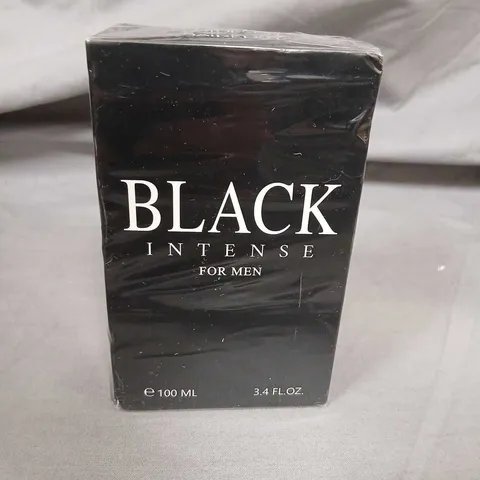 BLACK
INTENSE
FOR MEN
℮ 100 ML 3.4 FL.OZ.